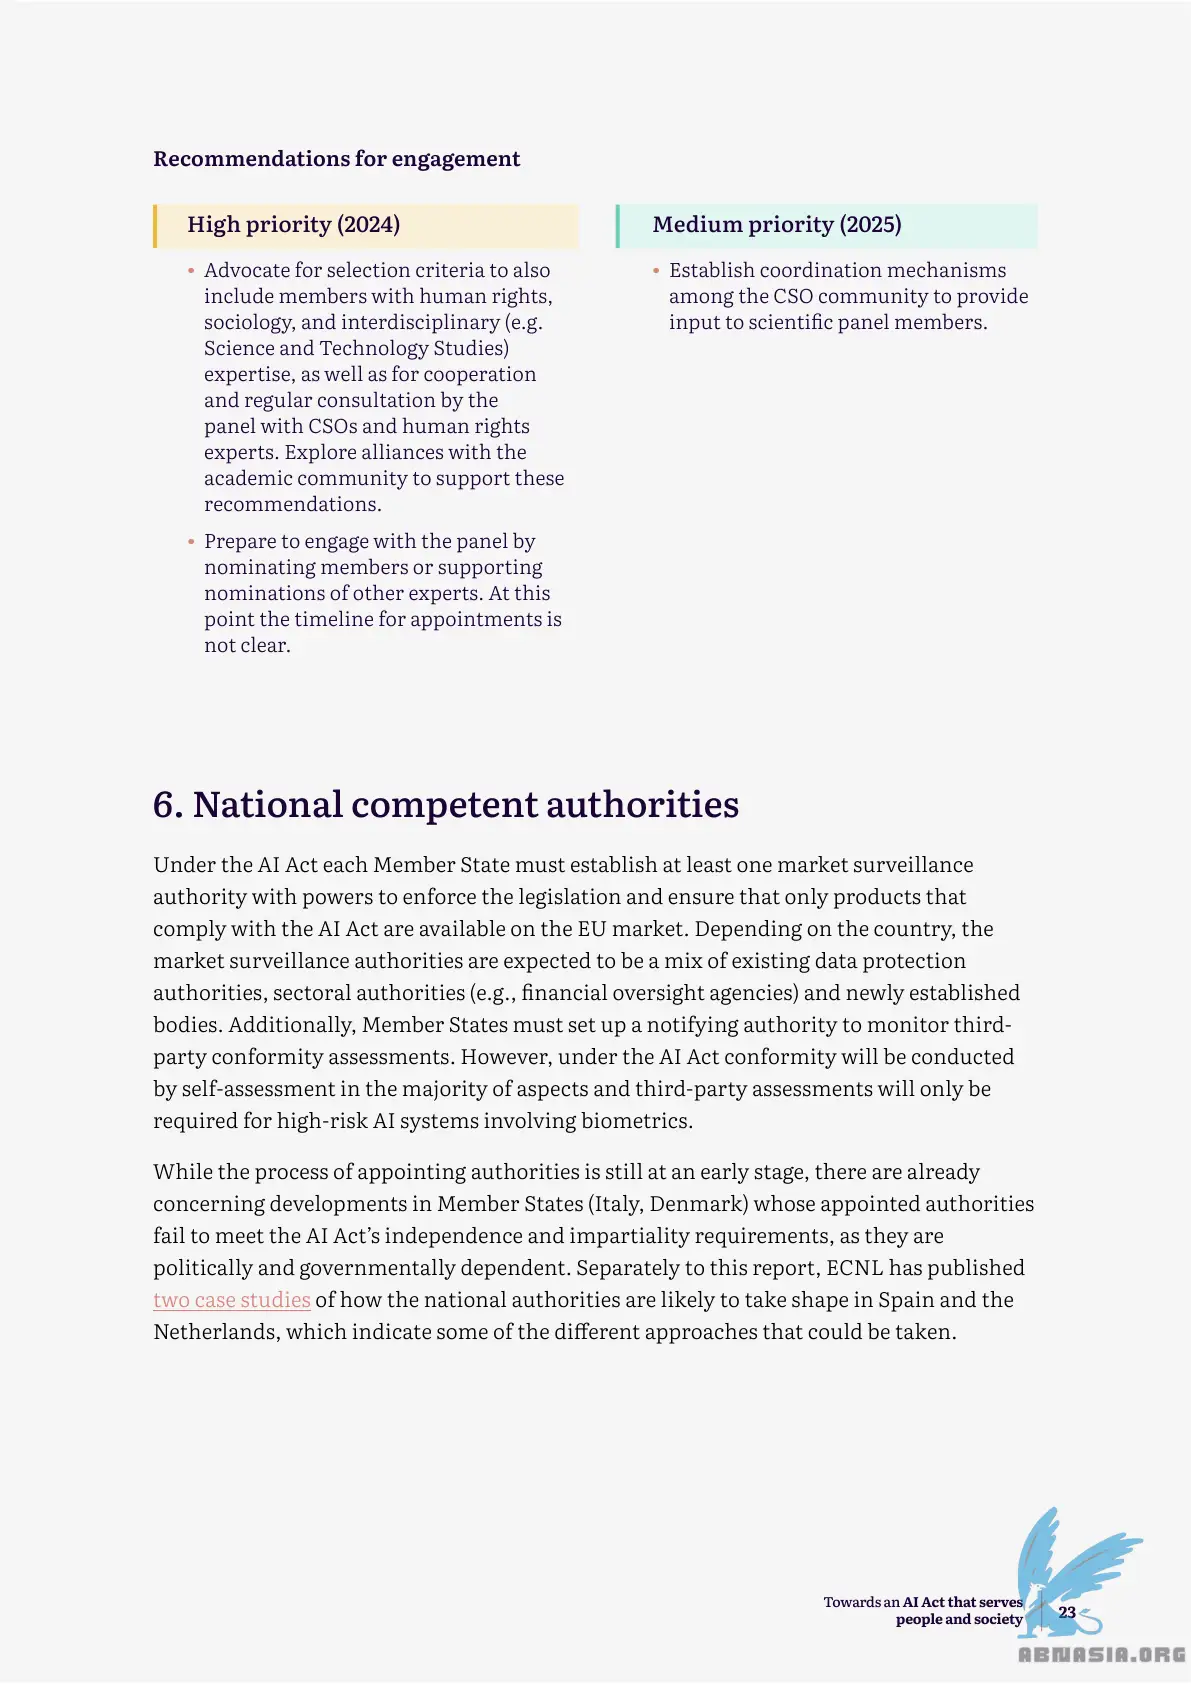 Recommendations for engagement
High priority (2024)
• Advocate for selection criteria to also
include members with human rights,
sociology, and interdisciplinary (e.g.
Science and Technology Studies)
expertise, as well as for cooperation
and regular consultation by the
panel with CSOs and human rights
experts. Explore alliances with the
academic community to support these
recommendations.
• Prepare to engage with the panel by
nominating members or supporting
nominations of other experts. At this
point the timeline for appointments is
not clear.
Medium priority (2025)
• Establish coordination mechanisms
among the CSO community to provide
input to scientific panel members.
6. National competent authorities
Under the AI Act each Member State must establish at least one market surveillance
authority with powers to enforce the legislation and ensure that only products that
comply with the AI Act are available on the EU market. Depending on the country, the
market surveillance authorities are expected to be a mix of existing data protection
authorities, sectoral authorities (e.g., financial oversight agencies) and newly established
bodies. Additionally, Member States must set up a notifying authority to monitor third-
party conformity assessments. However, under the AI Act conformity will be conducted
by self-assessment in the majority of aspects and third-party assessments will only be
required for high-risk AI systems involving biometrics.
While the process of appointing authorities is still at an early stage, there are already
concerning developments in Member States (Italy, Denmark) whose appointed authorities
fail to meet the AI Act’s independence and impartiality requirements, as they are
politically and governmentally dependent. Separately to this report, ECNL has published
two case studies of how the national authorities are likely to take shape in Spain and the
Netherlands, which indicate some of the different approaches that could be taken.
Towards an AI Act that serves
people and society
23
ABNASIA.ORG